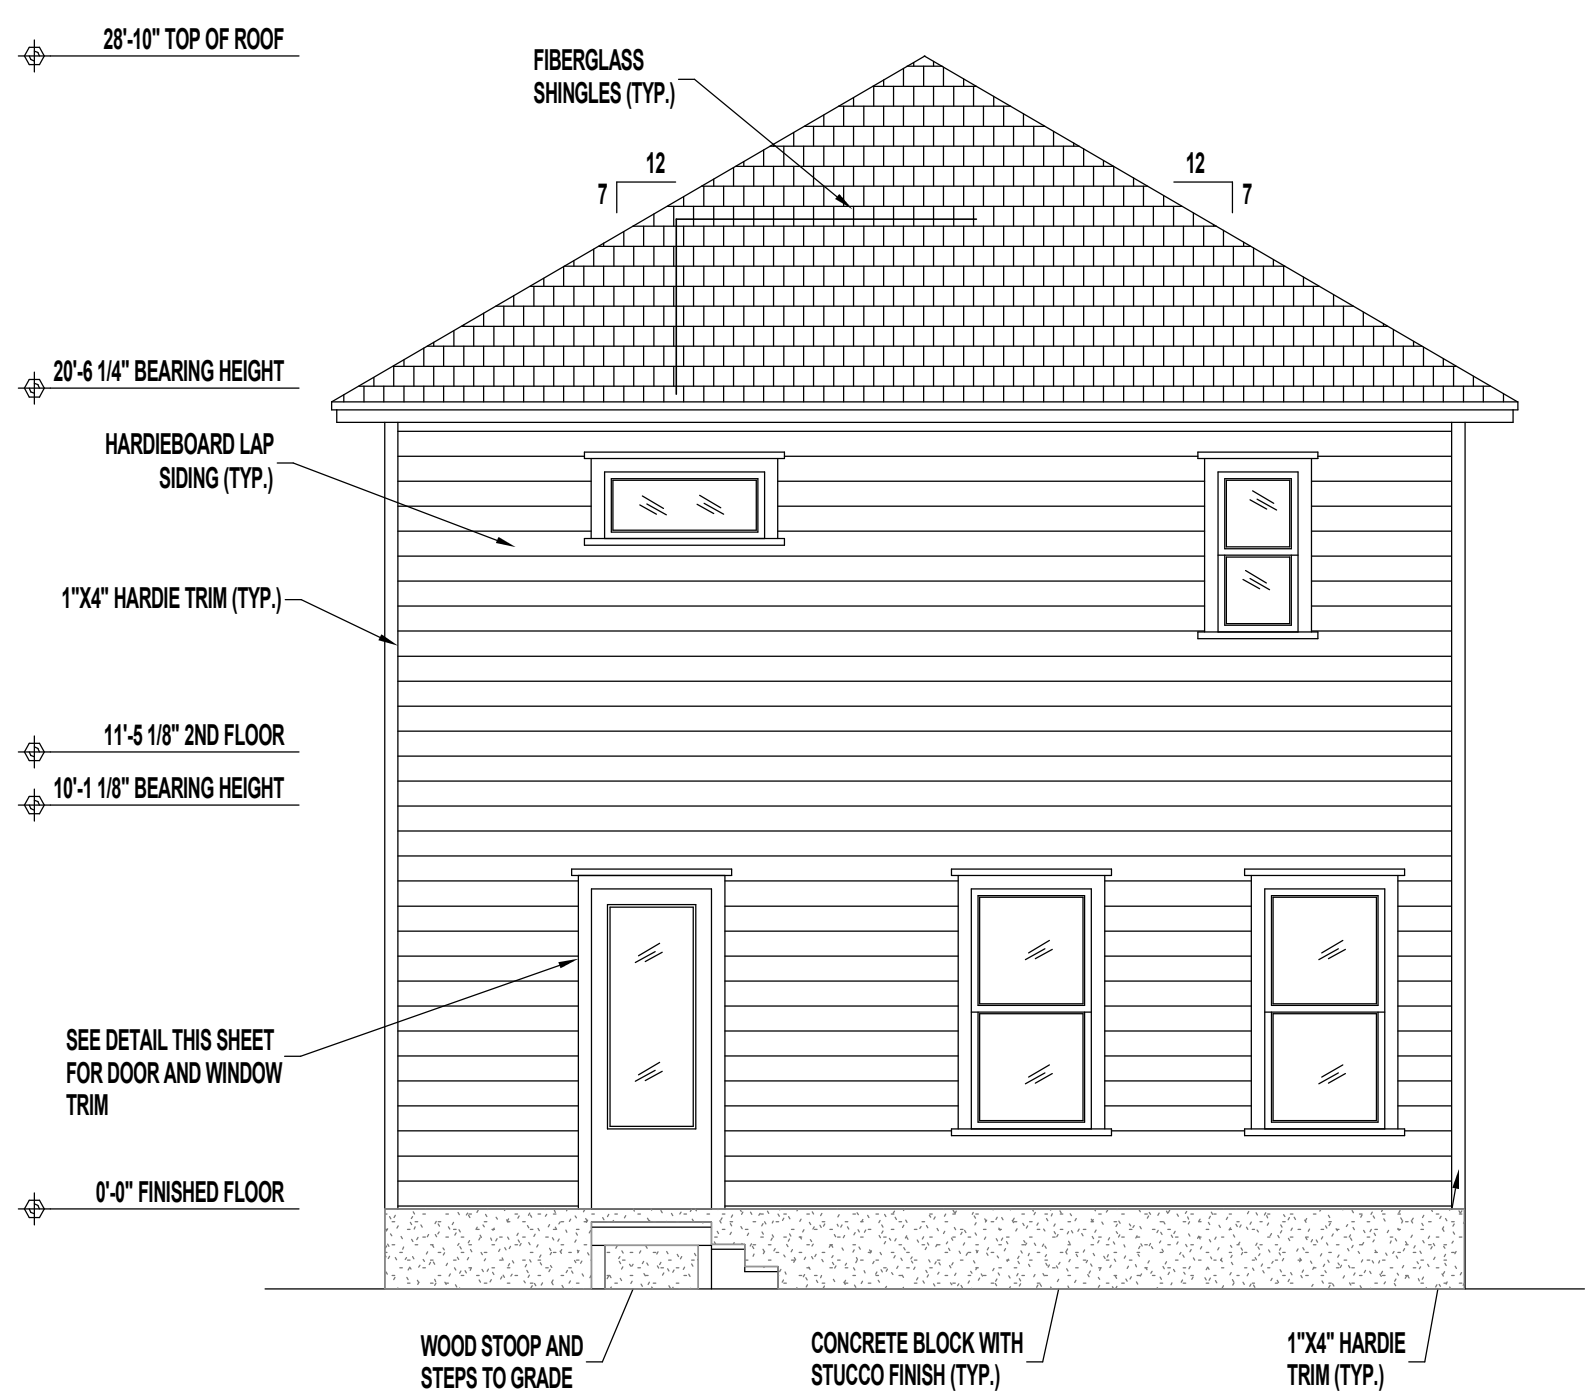 28'-10" TOP OF ROOF
FIBERGLASS
SHINGLES (TYP.)
12
7
12
7
20'-6 1/4" BEARING HEIGHT
HARDIEBOARD LAP
SIDING (TYP.)
1"X4" HARDIE TRIM (TYP.)
11'-5 1/8" 2ND FLOOR
10'-1 1/8" BEARING HEIGHT
SEE DETAIL THIS SHEET
FOR DOOR AND WINDOW
TRIM
0'-0" FINISHED FLOOR
WOOD STOOP AND
STEPS TO GRADE
CONCRETE BLOCK WITH
STUCCO FINISH (TYP.)
1"X4" HARDIE
TRIM (TYP.)